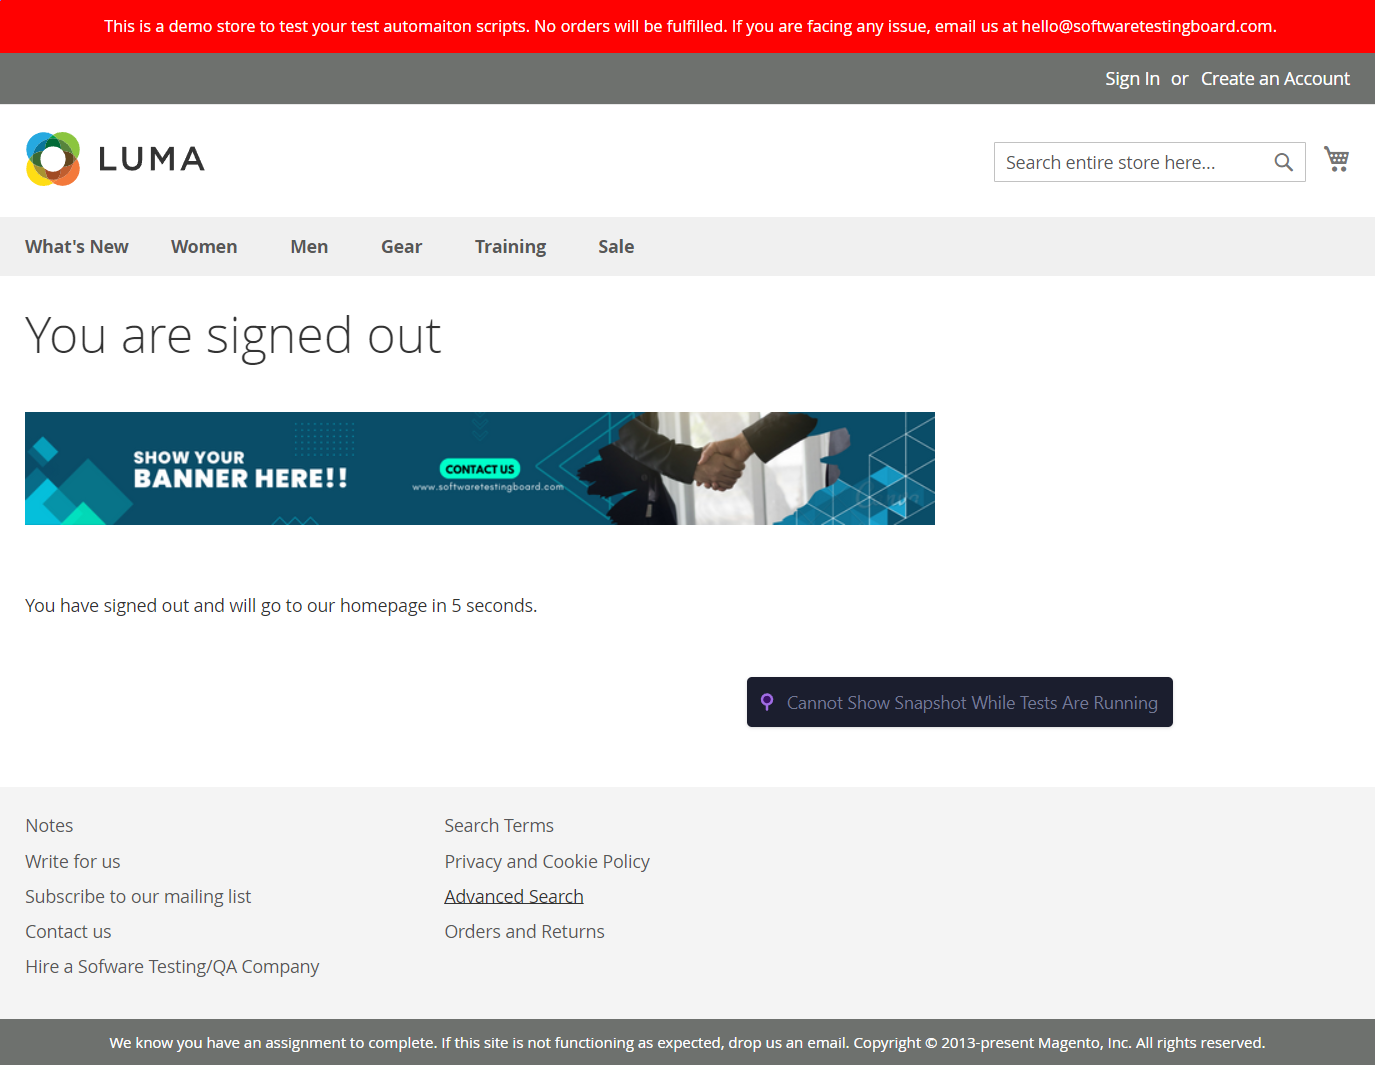 This is a demo store to test your test automaiton scripts. No orders will be fulfilled. If you are facing any issue, email us at hello@softwaretestingboard.com.
Sign In or Create an Account
LUMA
Search entire store here...
What's New Women Men Gear Training Sale
You are signed out
SHOW YOUR
BANNER HERE!!
CONTACT US
www.softwaretestingboard.com
You have signed out and will go to our homepage in 5 seconds.
Cannot Show Snapshot While Tests Are Running
Notes
Write for us
Subscribe to our mailing list
Contact us
Hire a Sofware Testing/QA Company
Search Terms
Privacy and Cookie Policy
Advanced Search
Orders and Returns
We know you have an assignment to complete. If this site is not functioning as expected, drop us an email. Copyright © 2013-present Magento, Inc. All rights reserved.